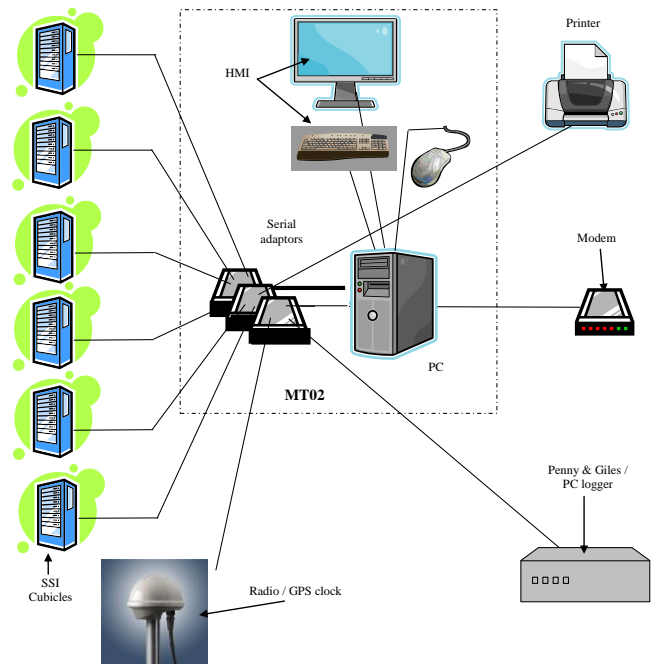 Printer
HMI
Serial
adaptors
Modem
PC
MT02
Penny & Giles /
PC logger
SSI
Cubicles
Radio / GPS clock